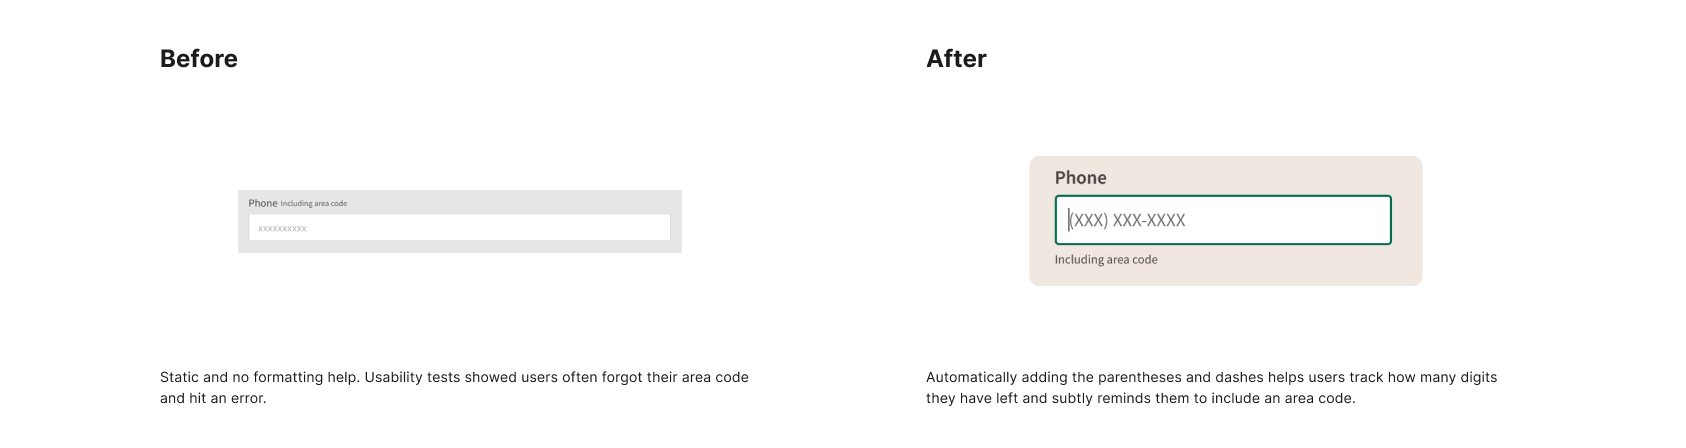 Before
Phone Including area code
xxxxxxxxxx
Static and no formatting help. Usability tests showed users often forgot their area code
and hit an error.
After
Phone
(XXX) XXX-XXXX
Including area code
Automatically adding the parentheses and dashes helps users track how many digits
they have left and subtly reminds them to include an area code.